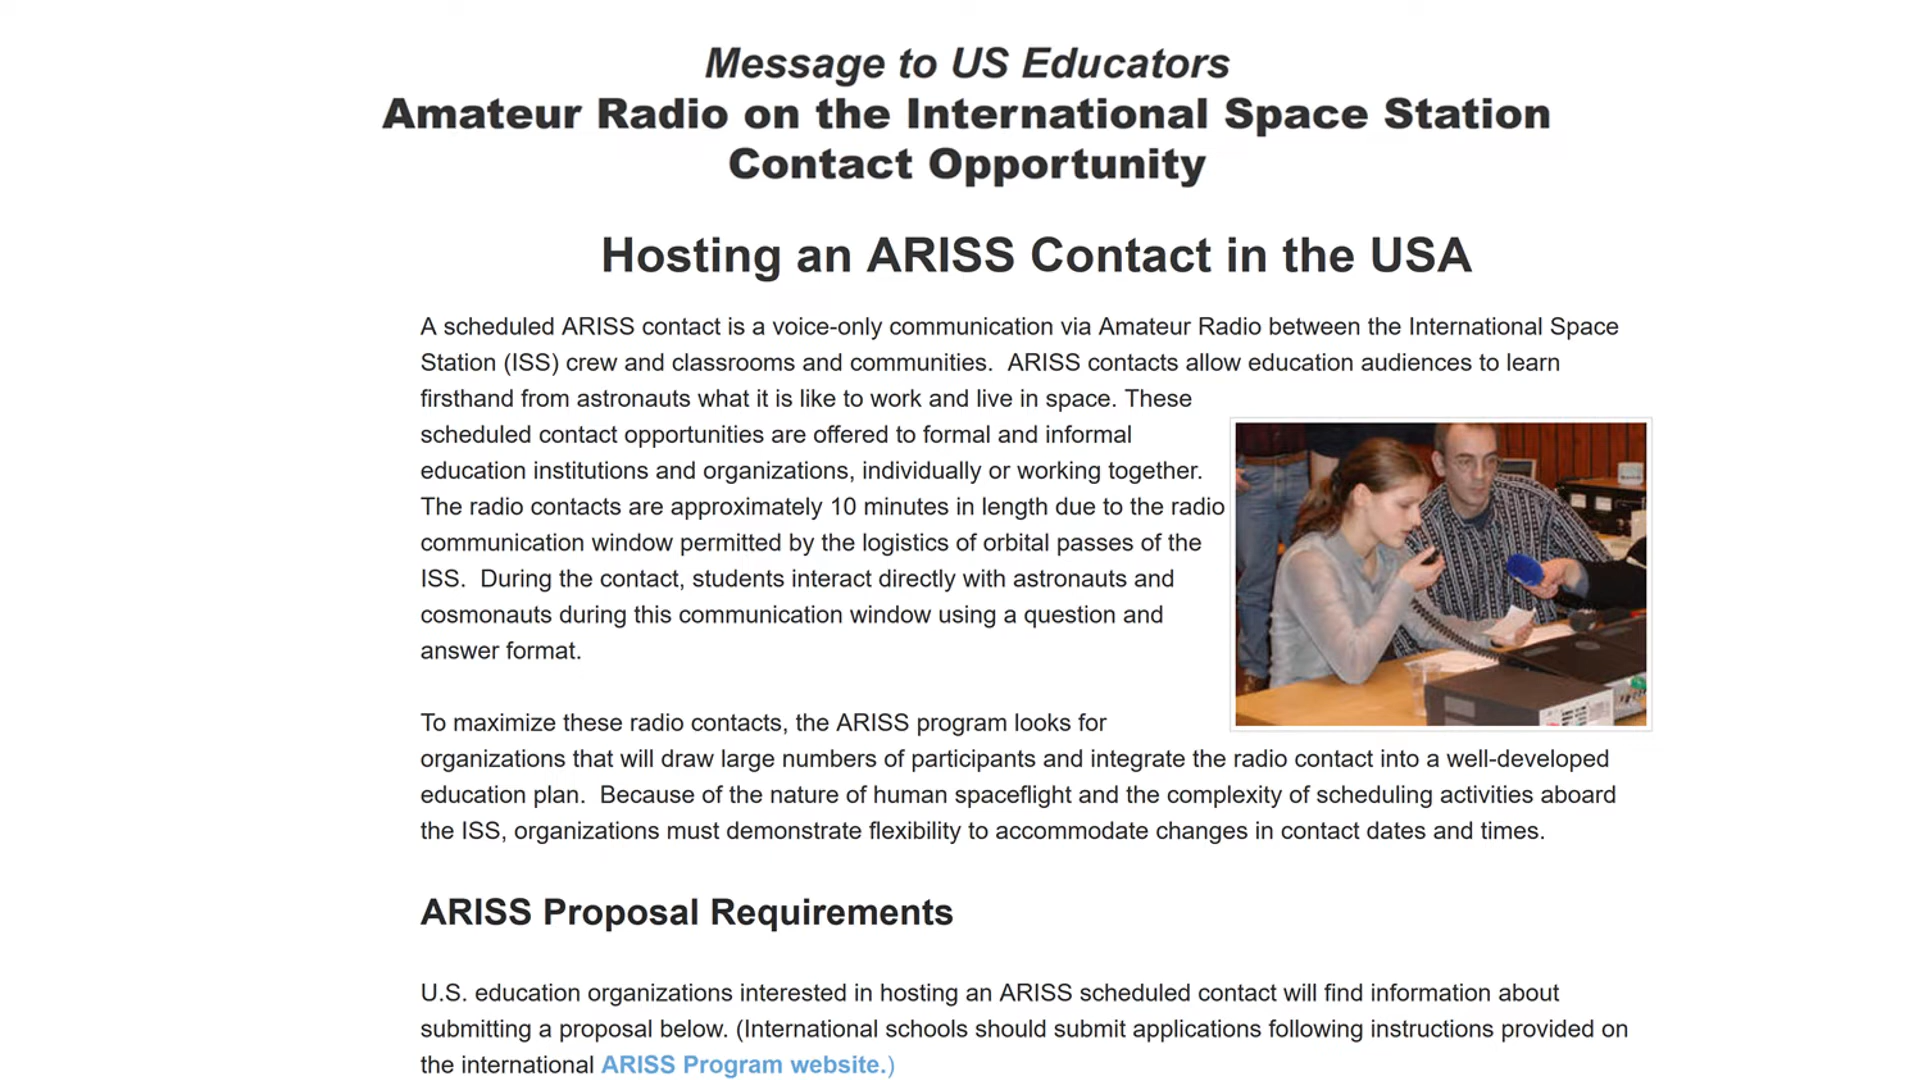 Message to US Educators
Amateur Radio on the International Space Station
Contact Opportunity
Hosting an ARISS Contact in the USA
A scheduled ARISS contact is a voice-only communication via Amateur Radio between the International Space
Station (ISS) crew and classrooms and communities.  ARISS contacts allow education audiences to learn
firsthand from astronauts what it is like to work and live in space. These
scheduled contact opportunities are offered to formal and informal
education institutions and organizations, individually or working together.
The radio contacts are approximately 10 minutes in length due to the radio
communication window permitted by the logistics of orbital passes of the
ISS.  During the contact, students interact directly with astronauts and
cosmonauts during this communication window using a question and
answer format.
To maximize these radio contacts, the ARISS program looks for
organizations that will draw large numbers of participants and integrate the radio contact into a well-developed
education plan.  Because of the nature of human spaceflight and the complexity of scheduling activities aboard
the ISS, organizations must demonstrate flexibility to accommodate changes in contact dates and times.
ARISS Proposal Requirements
U.S. education organizations interested in hosting an ARISS scheduled contact will find information about
submitting a proposal below. (International schools should submit applications following instructions provided on
the international ARISS Program website.)